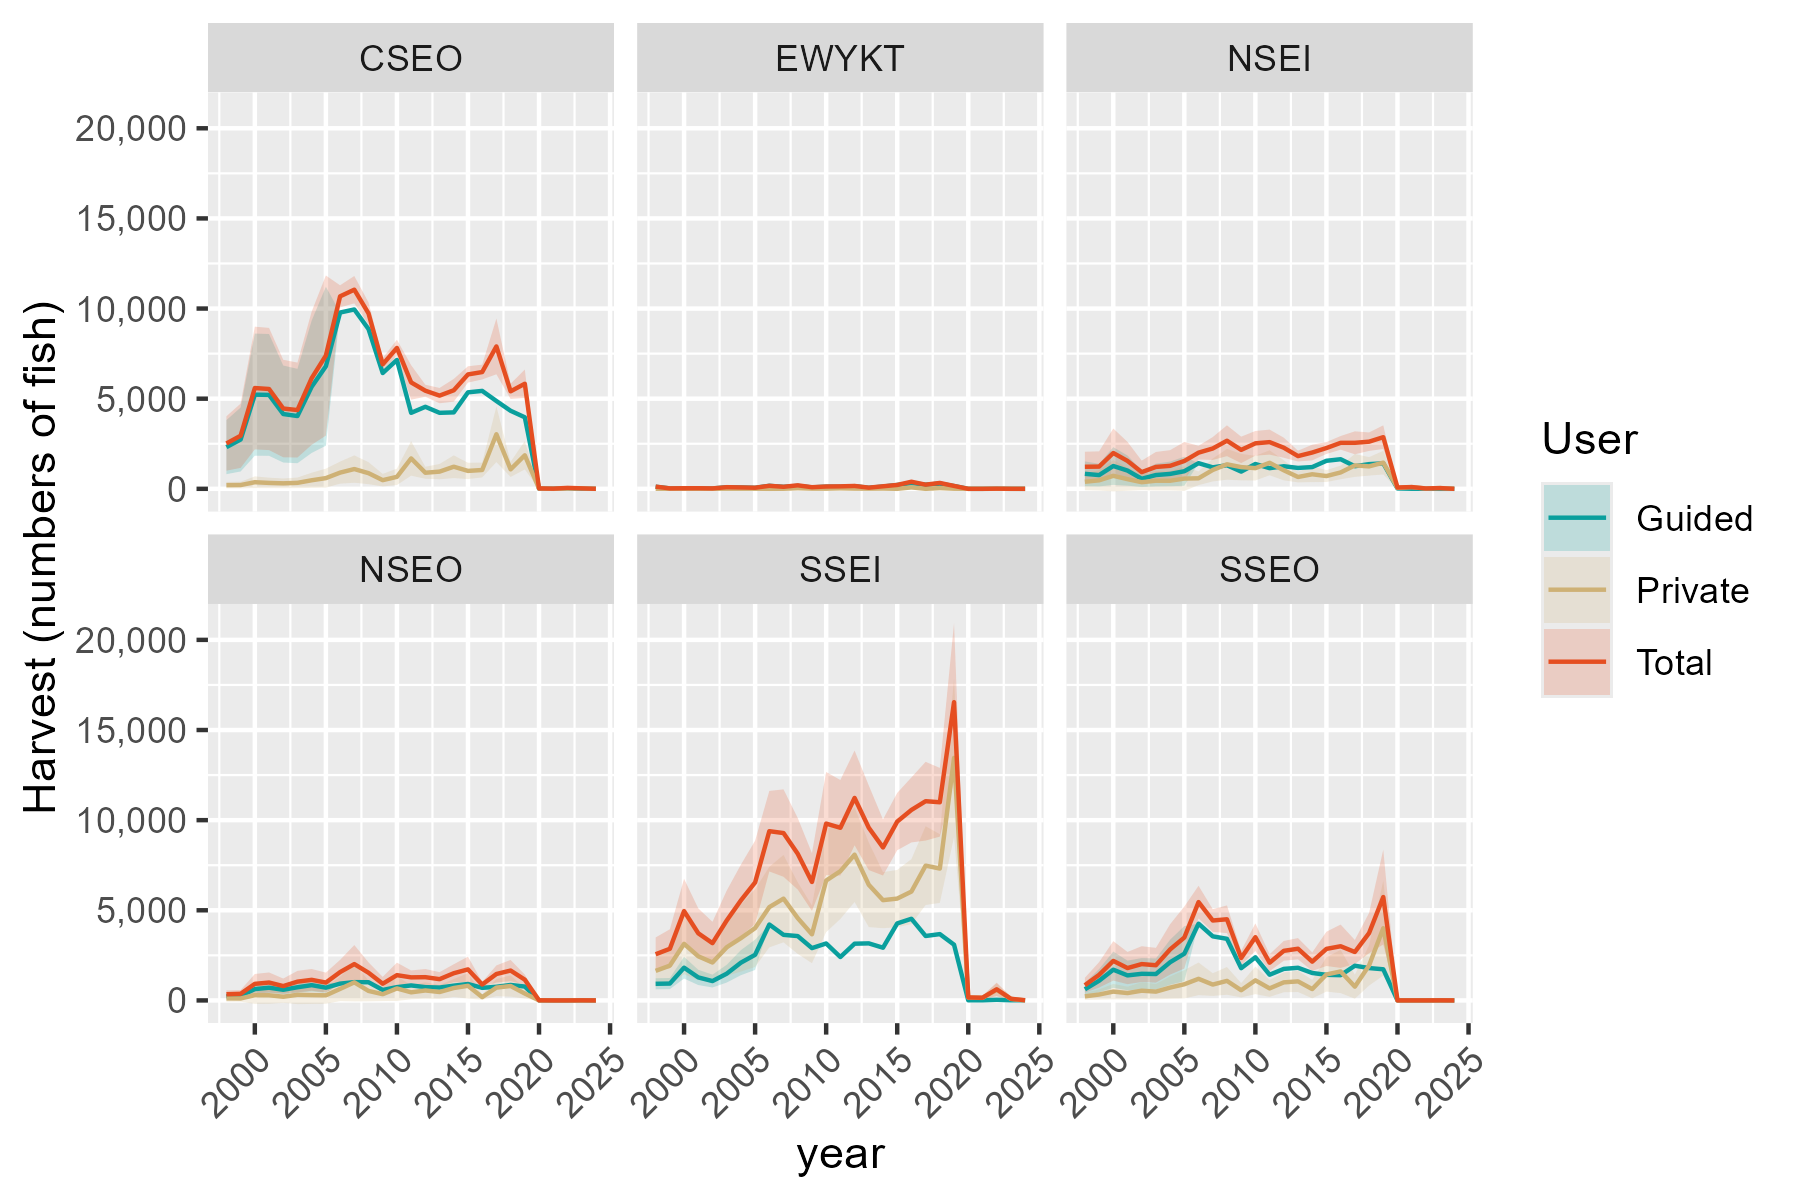 CSEO EWYKT NSEI
20,000
15,000
10,000
5,000
0
NSEO SSEI SSEO
20,000
15,000
10,000
5,000
0
2000 2005 2010 2015 2020 2025 2000 2005 2010 2015 2020 2025 2000 2005 2010 2015 2020 2025
year
Harvest (numbers of fish)
User
Guided
Private
Total